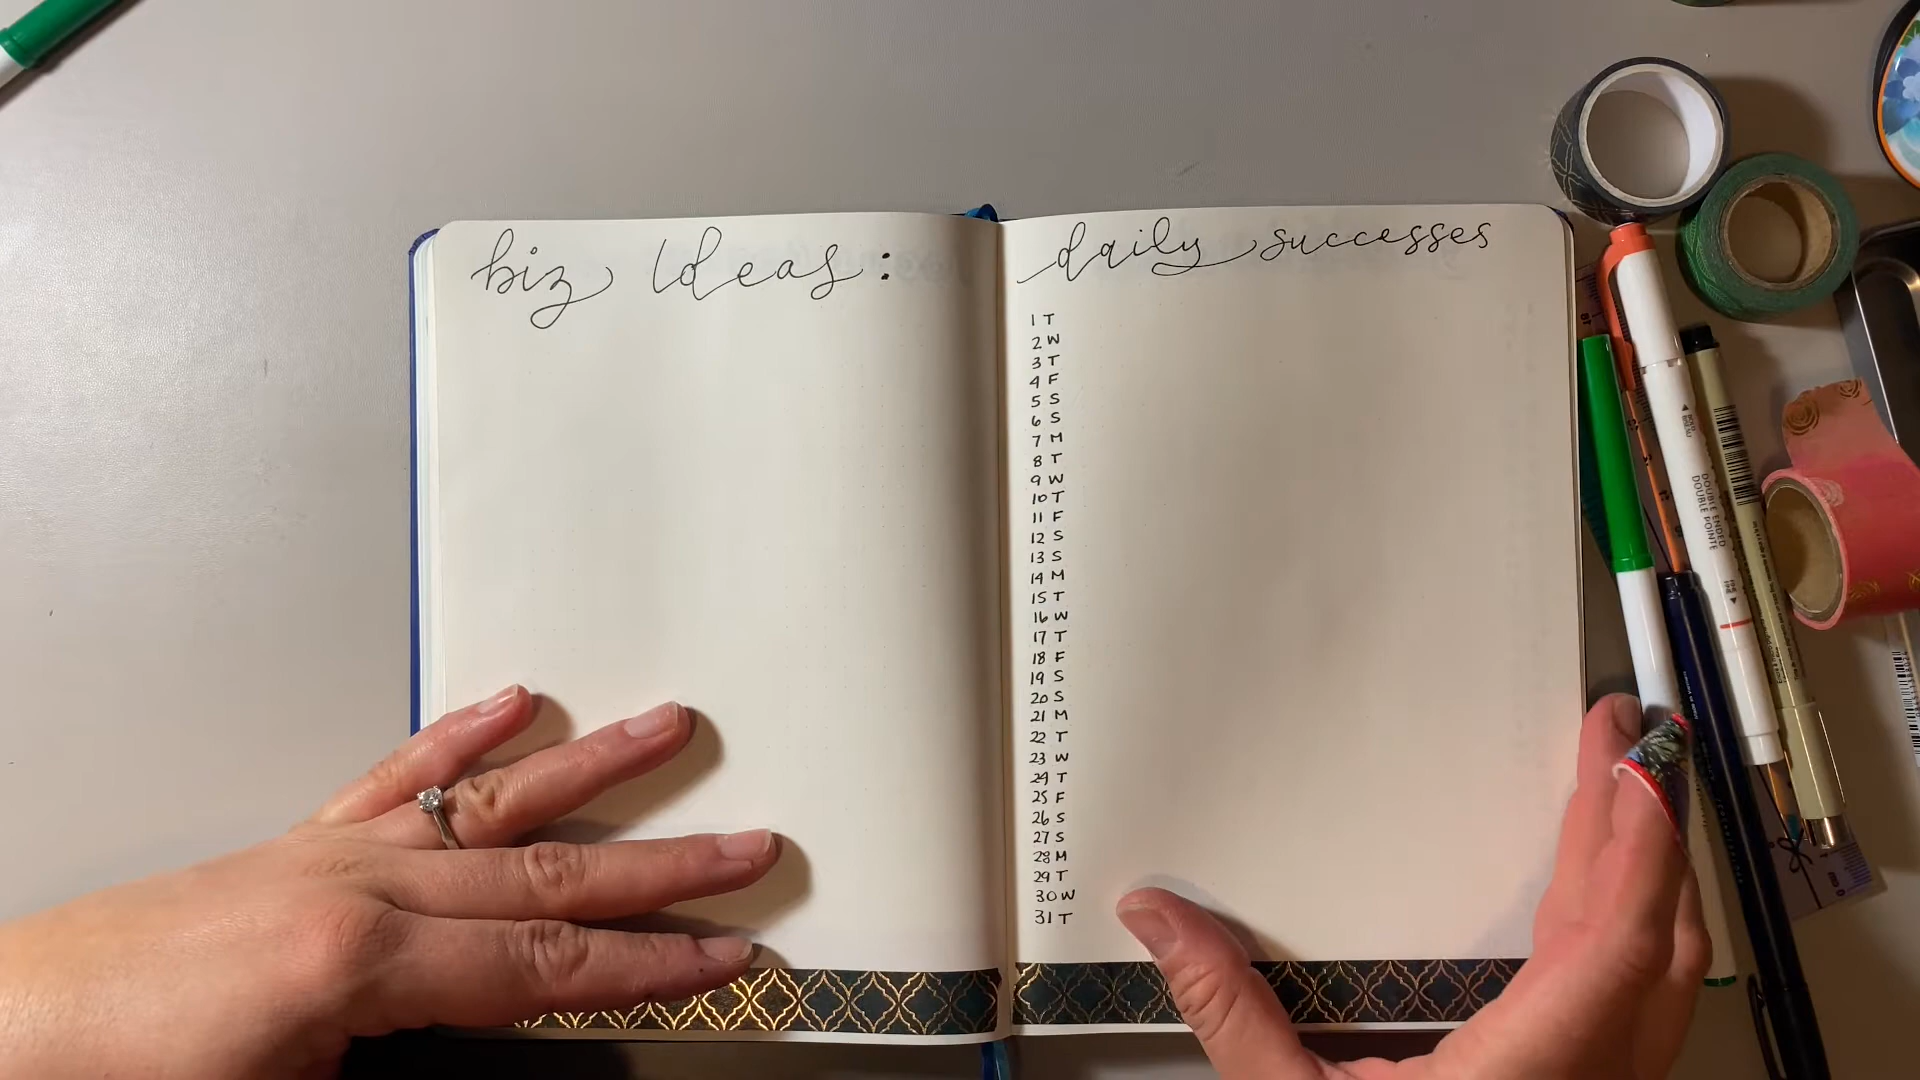 biz Ideas:
daily successes
1 T
2 W
3 T
4 F
5 S
6 S
7 M
8 T
9 W
10 T
11 F
12 S
13 S
14 M
15 T
16 W
17 T
18 F
19 S
20 S
21 M
22 T
23 W
24 T
25 F
26 S
27 S
28 M
29 T
30 W
31 T
DOUBLE ENDED
DOUBLE POINTE